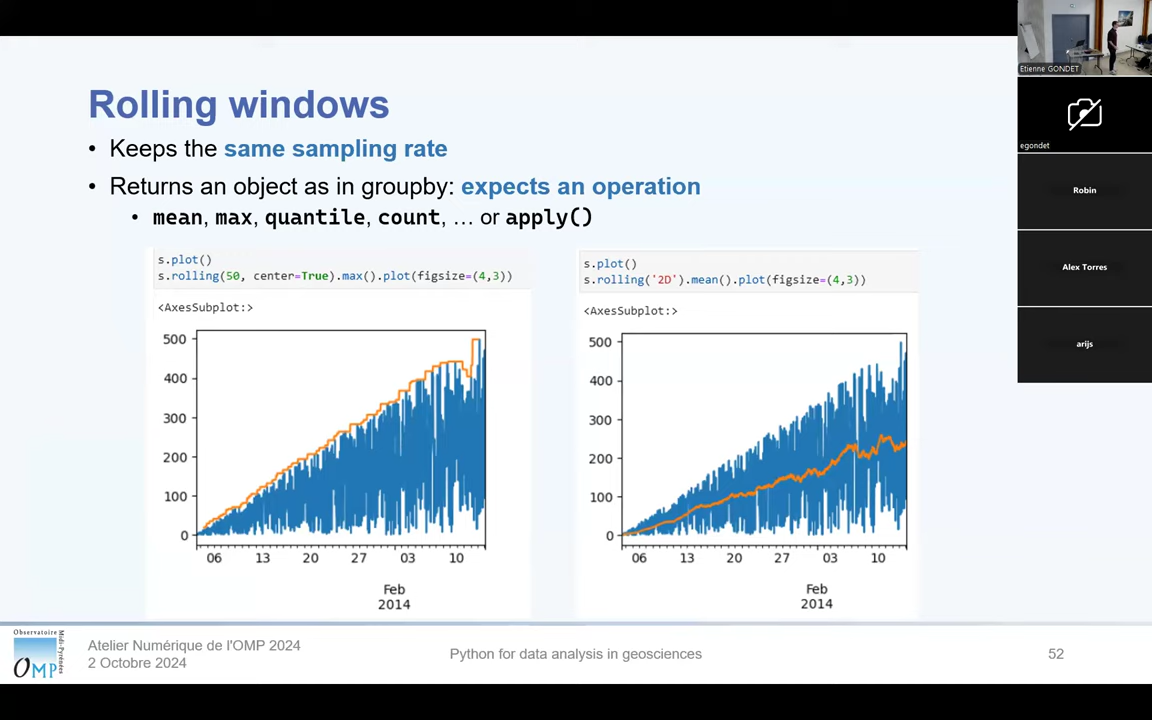 Rolling windows
• Keeps the same sampling rate
• Returns an object as in groupby: expects an operation
• mean, max, quantile, count, … or apply()
s.plot()
s.rolling(50, center=True).max().plot(figsize=(4,3))
<AxesSubplot:>
500
400
300
200
100
0
06 13 20 27 03 10
Feb
2014
s.plot()
s.rolling('2D').mean().plot(figsize=(4,3))
<AxesSubplot:>
500
400
300
200
100
0
06 13 20 27 03 10
Feb
2014
Observatoire
Midi-Pyrénées
OMP
Atelier Numérique de l'OMP 2024
2 Octobre 2024
Python for data analysis in geosciences
52
Etienne GONDET
egondet
Robin
Alex Torres
arijs